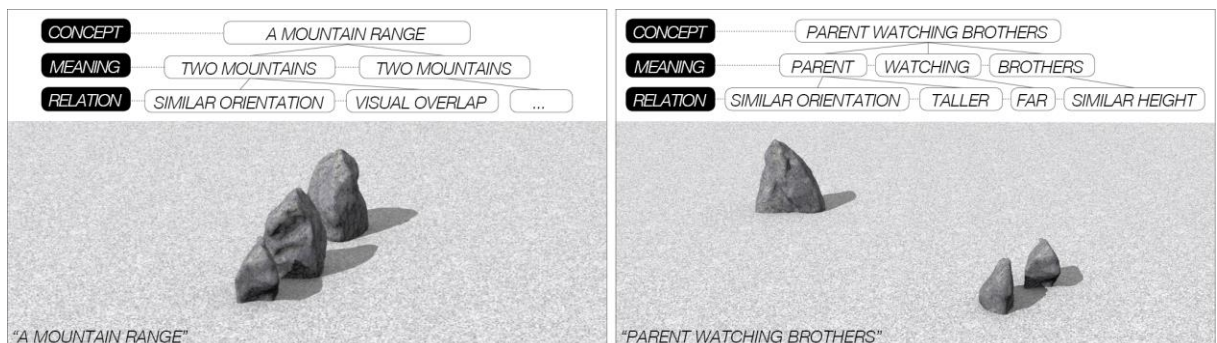 CONCEPT A MOUNTAIN RANGE
MEANING TWO MOUNTAINS TWO MOUNTAINS
RELATION SIMILAR ORIENTATION VISUAL OVERLAP ...
"A MOUNTAIN RANGE"
CONCEPT PARENT WATCHING BROTHERS
MEANING PARENT WATCHING BROTHERS
RELATION SIMILAR ORIENTATION TALLER FAR SIMILAR HEIGHT
"PARENT WATCHING BROTHERS"